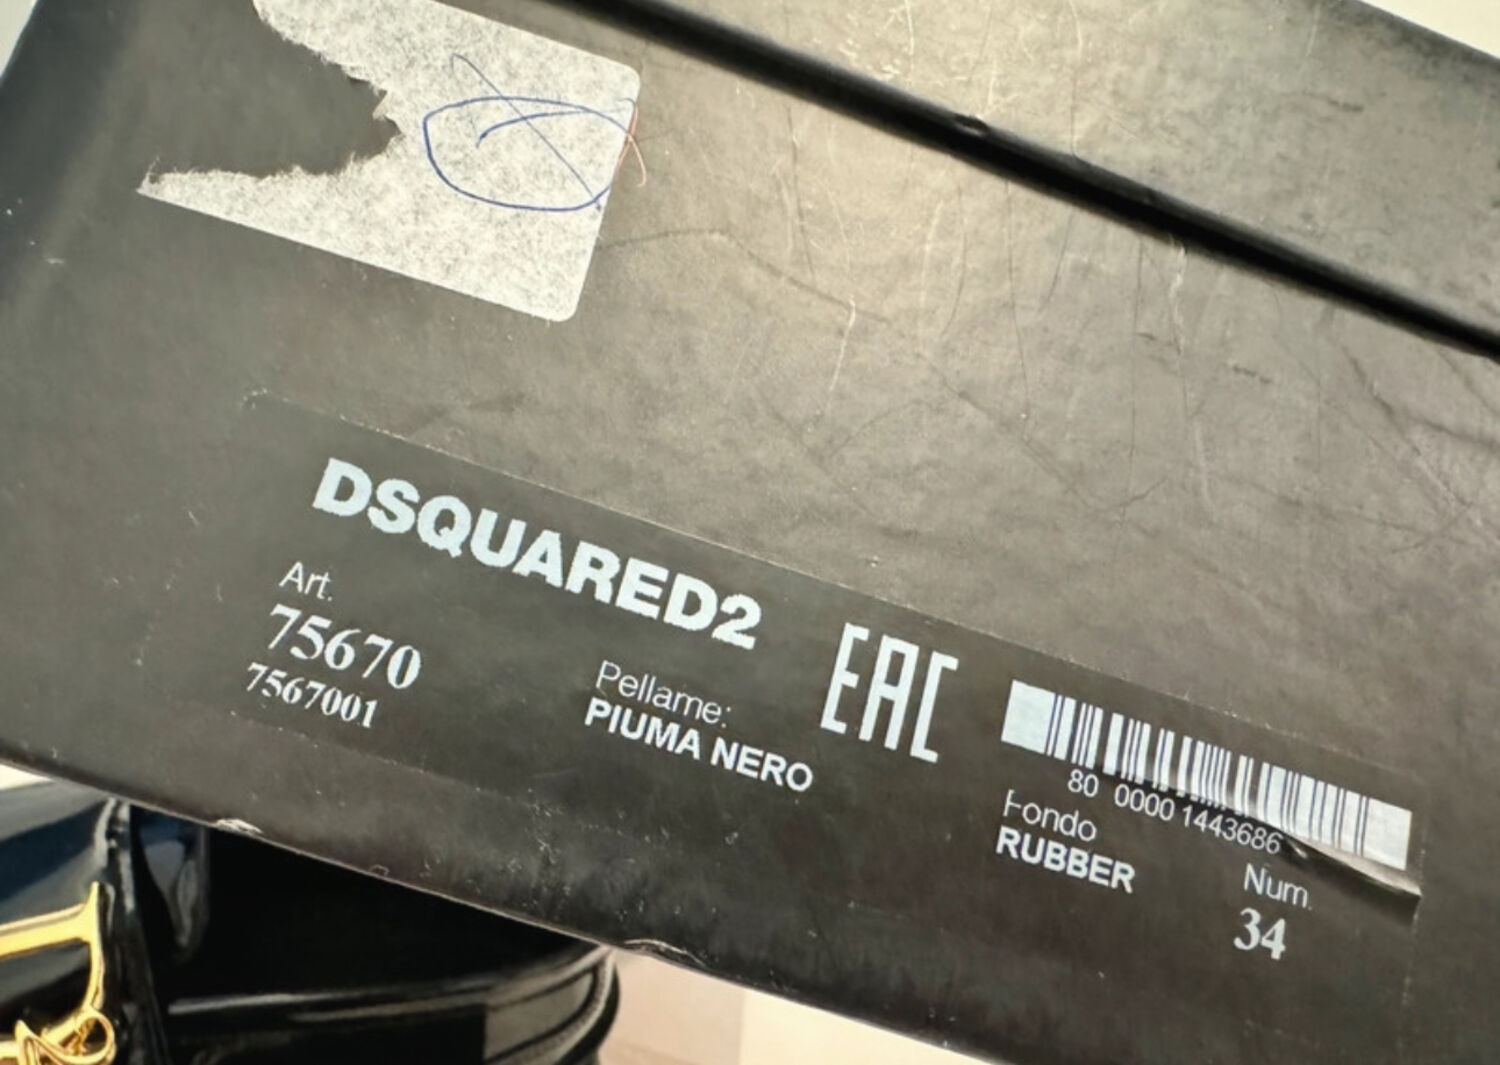 DSQUARED2
Art.
75670
7567001
Pellame:
PIUMA NERO
EAC
80 0000 1443686
Fondo
RUBBER
Num.
34